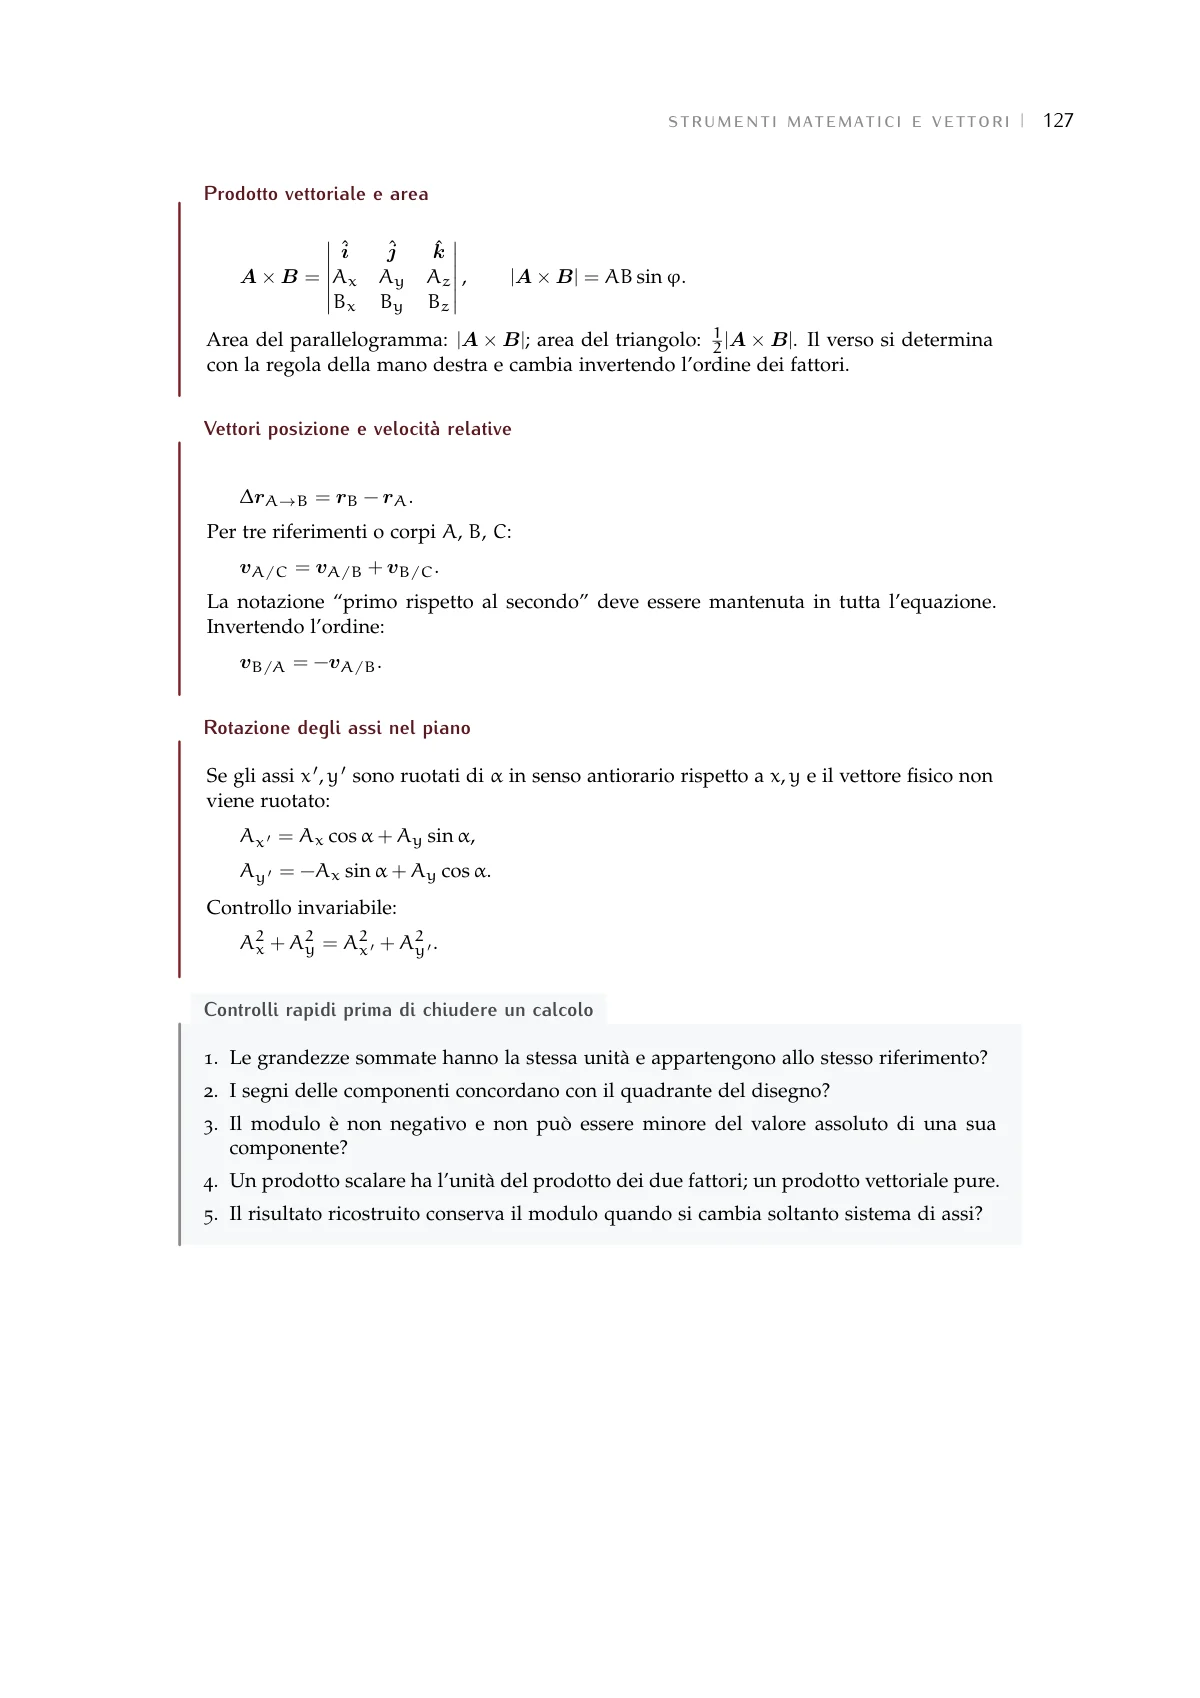 STRUMENTI MATEMATICI E VETTORI | 127
Prodotto vettoriale e area
A × B = | î ĵ k̂ |
| Aₓ A_y A_z | , |A × B| = AB sin φ.
| Bₓ B_y B_z |
Area del parallelogramma: |A × B|; area del triangolo: ½|A × B|. Il verso si determina
con la regola della mano destra e cambia invertendo l’ordine dei fattori.
Vettori posizione e velocità relative
Δr_{A→B} = r_B − r_A.
Per tre riferimenti o corpi A, B, C:
v_{A/C} = v_{A/B} + v_{B/C}.
La notazione “primo rispetto al secondo” deve essere mantenuta in tutta l’equazione.
Invertendo l’ordine:
v_{B/A} = −v_{A/B}.
Rotazione degli assi nel piano
Se gli assi x′, y′ sono ruotati di α in senso antiorario rispetto a x, y e il vettore fisico non
viene ruotato:
A_{x′} = A_x cos α + A_y sin α,
A_{y′} = −A_x sin α + A_y cos α.
Controllo invariabile:
A_x² + A_y² = A_{x′}² + A_{y′}².
Controlli rapidi prima di chiudere un calcolo
1. Le grandezze sommate hanno la stessa unità e appartengono allo stesso riferimento?
2. I segni delle componenti concordano con il quadrante del disegno?
3. Il modulo è non negativo e non può essere minore del valore assoluto di una sua
componente?
4. Un prodotto scalare ha l’unità del prodotto dei due fattori; un prodotto vettoriale pure.
5. Il risultato ricostruito conserva il modulo quando si cambia soltanto sistema di assi?